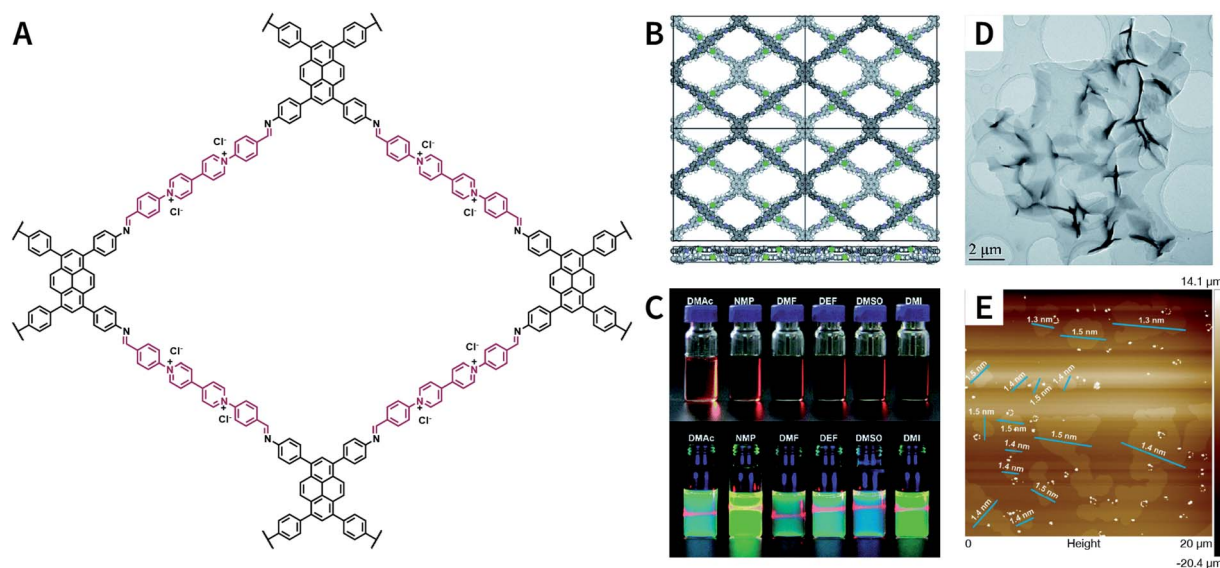 A
N
N
Cl⁻
Cl⁻
N
+
N
+
Cl⁻
Cl⁻
N
+
N
+
N
N
N
N
Cl⁻
Cl⁻
N
+
N
+
Cl⁻
Cl⁻
N
+
N
+
N
N
B
C
DMAc NMP DMF DEF DMSO DMI
DMAc NMP DMF DEF DMSO DMI
D
2 μm
E
14.1 μm
1.3 nm
1.5 nm
1.3 nm
1.5 nm
1.4 nm
1.5 nm
1.4 nm
1.5 nm
1.5 nm
1.5 nm
1.4 nm
1.4 nm
1.4 nm
1.5 nm
1.4 nm
1.4 nm
0 Height 20 μm
-20.4 μm